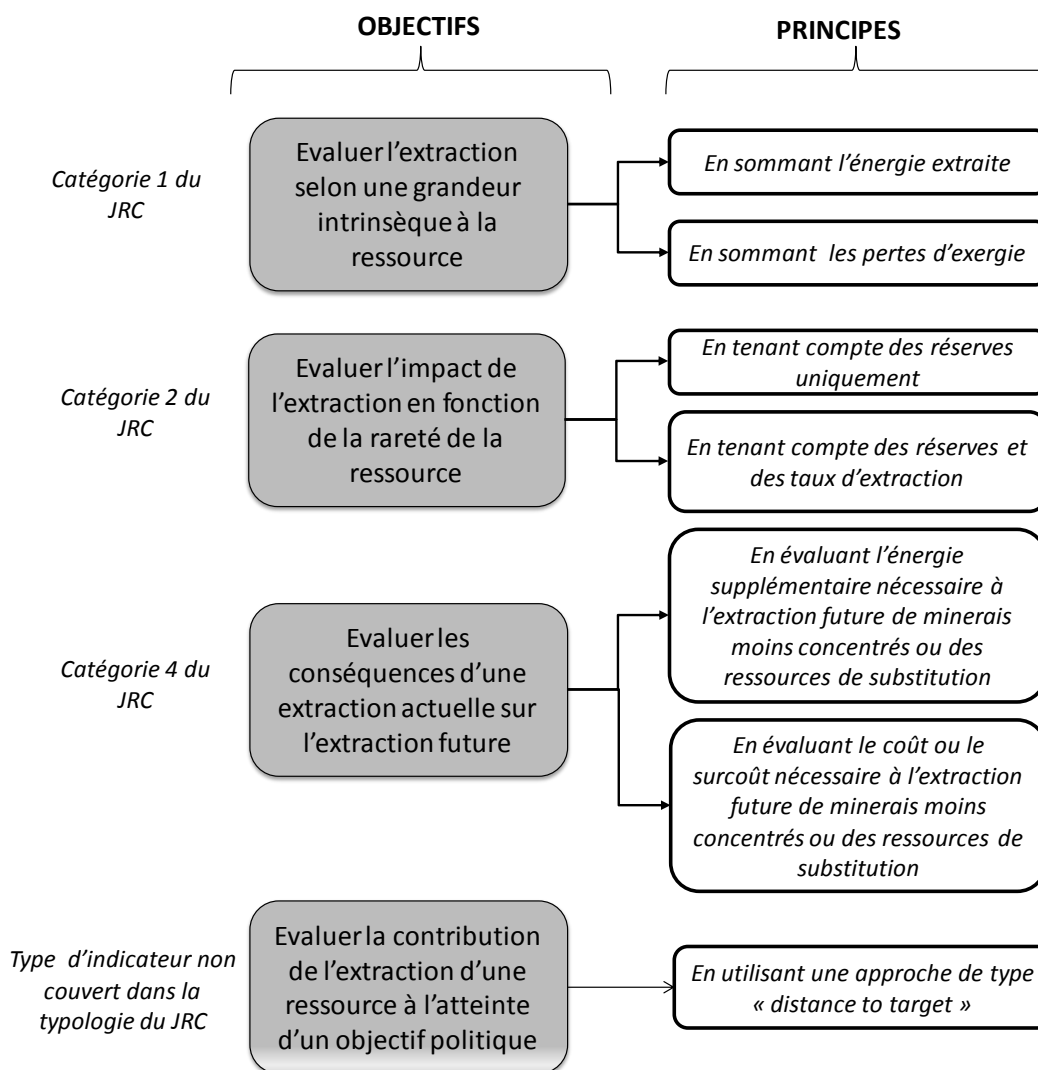 OBJECTIFS
PRINCIPES
Catégorie 1 du
JRC
Evaluer l'extraction
selon une grandeur
intrinsèque à la
ressource
En sommant l'énergie extraite
En sommant les pertes d'exergie
Catégorie 2 du
JRC
Evaluer l'impact de
l'extraction en fonction
de la rareté de la
ressource
En tenant compte des réserves
uniquement
En tenant compte des réserves et
des taux d'extraction
Catégorie 4 du
JRC
Evaluer les
conséquences d'une
extraction actuelle sur
l'extraction future
En évaluant l'énergie
supplémentaire nécessaire à
l'extraction future de minerais
moins concentrés ou des
ressources de substitution
En évaluant le coût ou le
surcoût nécessaire à l'extraction
future de minerais moins
concentrés ou des ressources de
substitution
Type d'indicateur non
couvert dans la
typologie du JRC
Evaluer la contribution
de l'extraction d'une
ressource à l'atteinte
d'un objectif politique
En utilisant une approche de type
« distance to target »